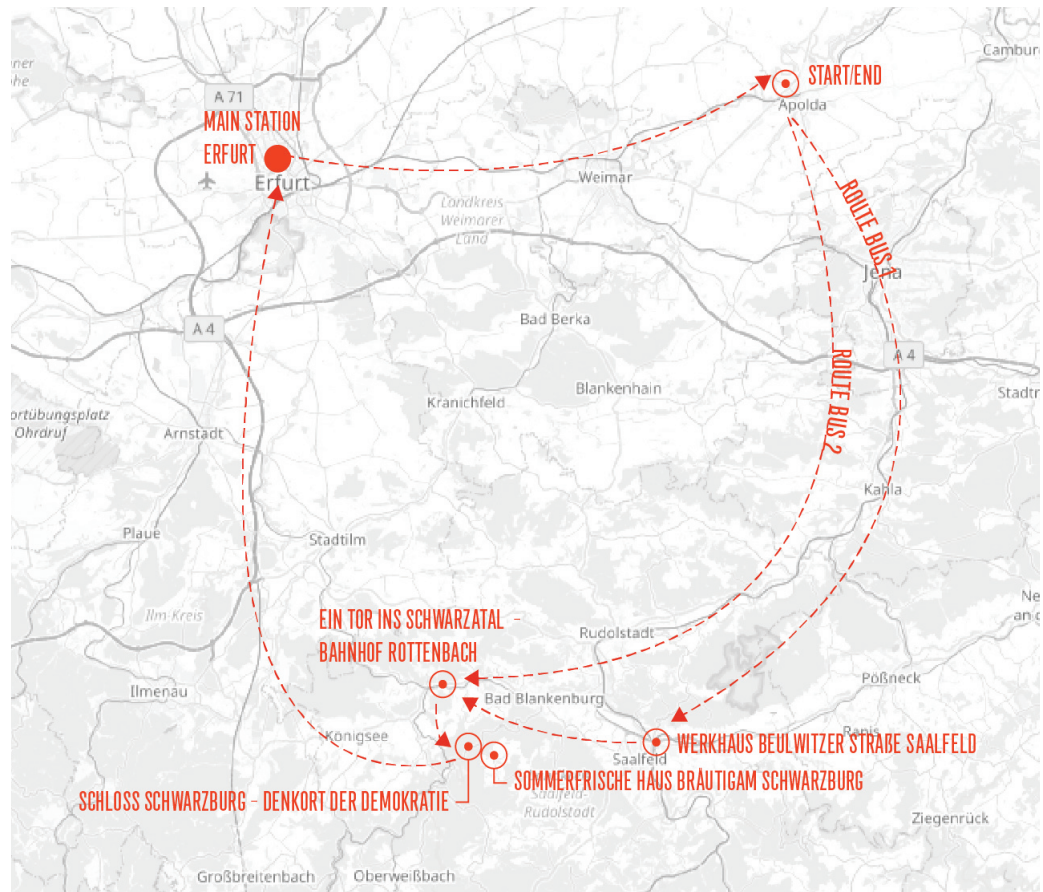 Camburg
START/END
A 71
Apolda
MAIN STATION
ERFURT
Erfurt
Weimar
Landkreis
Weimarer
Land
ROUTE BUS 1
Jena
A 4
Bad Berka
A 4
ROUTE BUS 2
Blankenhain
Kranichfeld
ortübungsplatz
Ohrdruf
Arnstadt
Kahla
Plaue
Stadtilm
Ilm-Kreis
EIN TOR INS SCHWARZATAL –
BAHNHOF ROTTENBACH
Rudolstadt
Pößneck
Ilmenau
Bad Blankenburg
Königsee
Ranis
WERKHAUS BEULWITZER STRAßE SAALFELD
Saalfeld
SOMMERFRISCHE HAUS BRÄUTIGAM SCHWARZBURG
SCHLOSS SCHWARZBURG – DENKORT DER DEMOKRATIE
Saalfeld-
Rudolstadt
Ziegenrück
Großbreitenbach
Oberweißbach